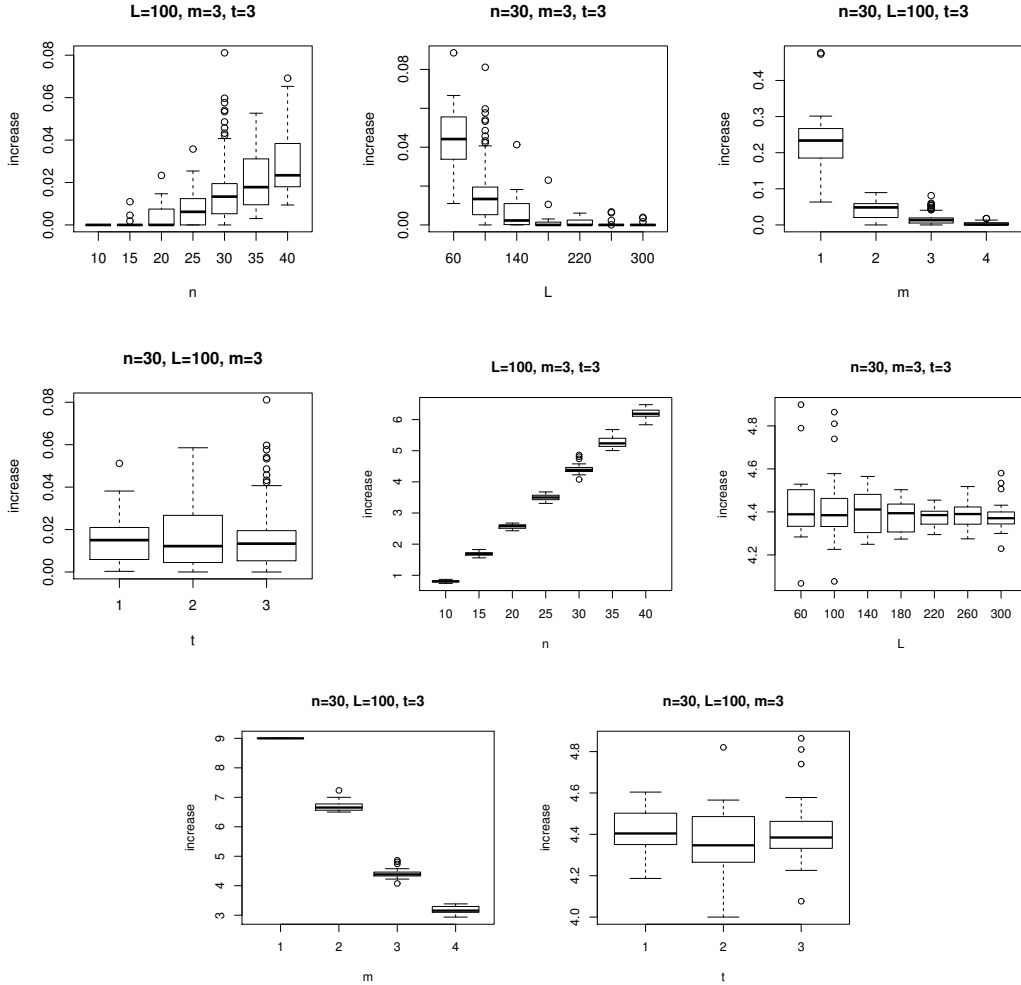 L=100, m=3, t=3
increase
0.00 0.02 0.04 0.06 0.08
10 15 20 25 30 35 40
n
n=30, m=3, t=3
increase
0.00 0.04 0.08
60 140 220 300
L
n=30, L=100, t=3
increase
0.0 0.1 0.2 0.3 0.4
1 2 3 4
m
n=30, L=100, m=3
increase
0.00 0.02 0.04 0.06 0.08
1 2 3
t
L=100, m=3, t=3
increase
1 2 3 4 5 6
10 15 20 25 30 35 40
n
n=30, m=3, t=3
increase
4.2 4.4 4.6 4.8
60 100 140 180 220 260 300
L
n=30, L=100, t=3
increase
3 4 5 6 7 8 9
1 2 3 4
m
n=30, L=100, m=3
increase
4.0 4.2 4.4 4.6 4.8
1 2 3
t